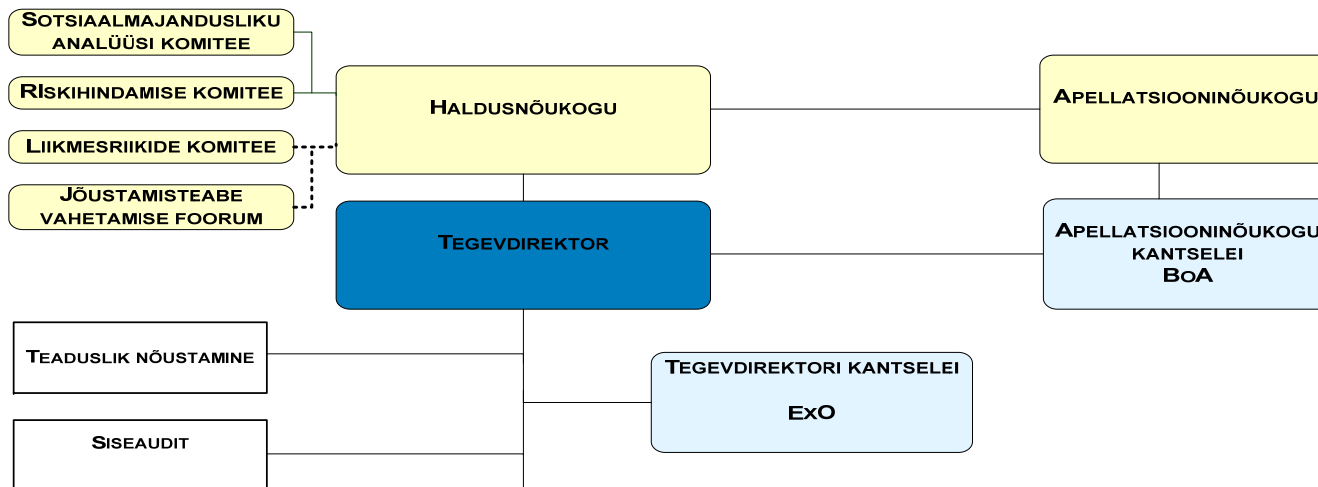 SOTSIAALMAJANDUSLIKU
ANALÜÜSI KOMITEE
RISKIHINDAMISE KOMITEE
LIIKMESRIIKIDE KOMITEE
JÕUSTAMISTEABE
VAHETAMISE FOORUM
HALDUSNÕUKOGU
APELLATSIOONINÕUKOGU
TEGEVDIREKTOR
APELLATSIOONINÕUKOGU
KANTSELEI
BOA
TEADUSLIK NÕUSTAMINE
TEGEVDIREKTORI KANTSELEI
EXO
SISEAUDIT